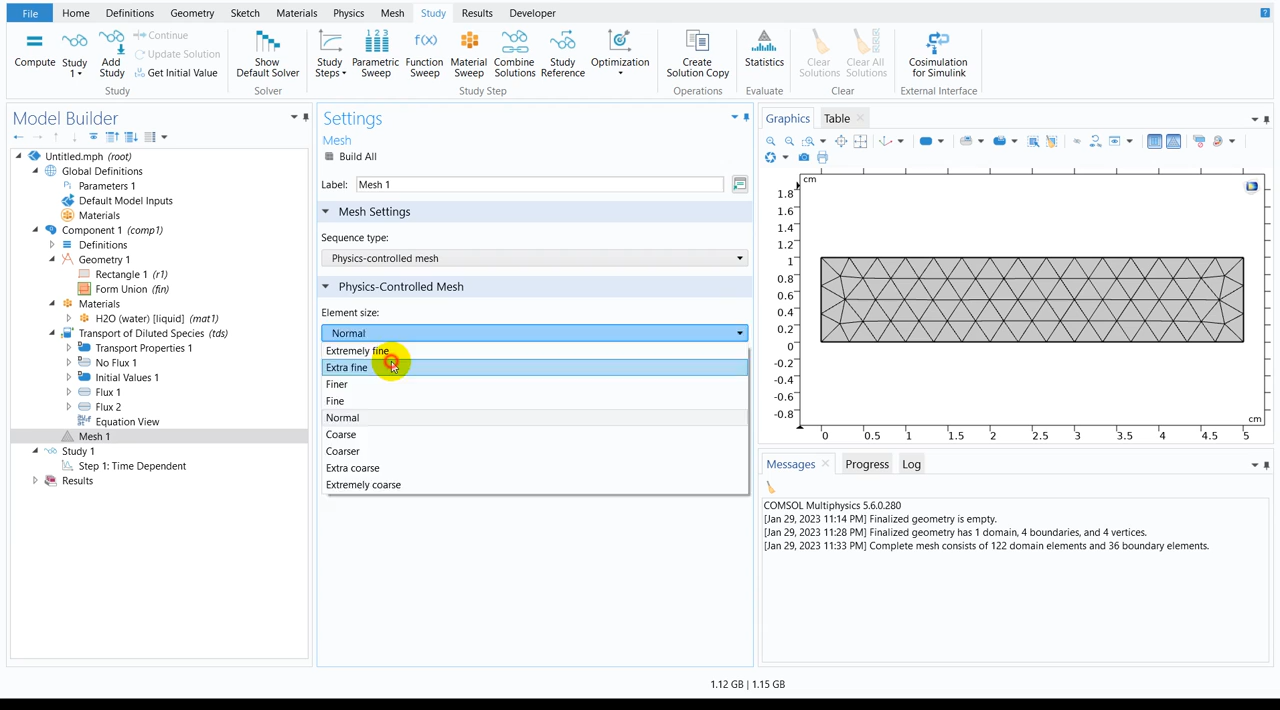 File Home Definitions Geometry Sketch Materials Physics Mesh Study Results Developer
Compute
Study 1
Add Study
Continue
Update Solution
Get Initial Value
Study
Show Default Solver
Solver
Study Steps
Parametric Sweep
Function Sweep
Material Sweep
Combine Solutions
Study Reference
Optimization
Study Step
Create Solution Copy
Operations
Statistics
Evaluate
Clear Solutions
Clear All Solutions
Clear
Cosimulation for Simulink
External Interface
Model Builder
Untitled.mph (root)
Global Definitions
Parameters 1
Default Model Inputs
Materials
Component 1 (comp1)
Definitions
Geometry 1
Rectangle 1 (r1)
Form Union (fin)
Materials
H2O (water) [liquid] (mat1)
Transport of Diluted Species (tds)
Transport Properties 1
No Flux 1
Initial Values 1
Flux 1
Flux 2
Equation View
Mesh 1
Study 1
Step 1: Time Dependent
Results
Settings
Mesh
Build All
Label: Mesh 1
Mesh Settings
Sequence type:
Physics-controlled mesh
Physics-Controlled Mesh
Element size:
Normal
Extremely fine
Extra fine
Finer
Fine
Normal
Coarse
Coarser
Extra coarse
Extremely coarse
Graphics Table
cm
1.8
1.6
1.4
1.2
1
0.8
0.6
0.4
0.2
0
-0.2
-0.4
-0.6
-0.8
cm
0 0.5 1 1.5 2 2.5 3 3.5 4 4.5 5
Messages Progress Log
COMSOL Multiphysics 5.6.0.280
[Jan 29, 2023 11:14 PM] Finalized geometry is empty.
[Jan 29, 2023 11:28 PM] Finalized geometry has 1 domain, 4 boundaries, and 4 vertices.
[Jan 29, 2023 11:33 PM] Complete mesh consists of 122 domain elements and 36 boundary elements.
1.12 GB | 1.15 GB